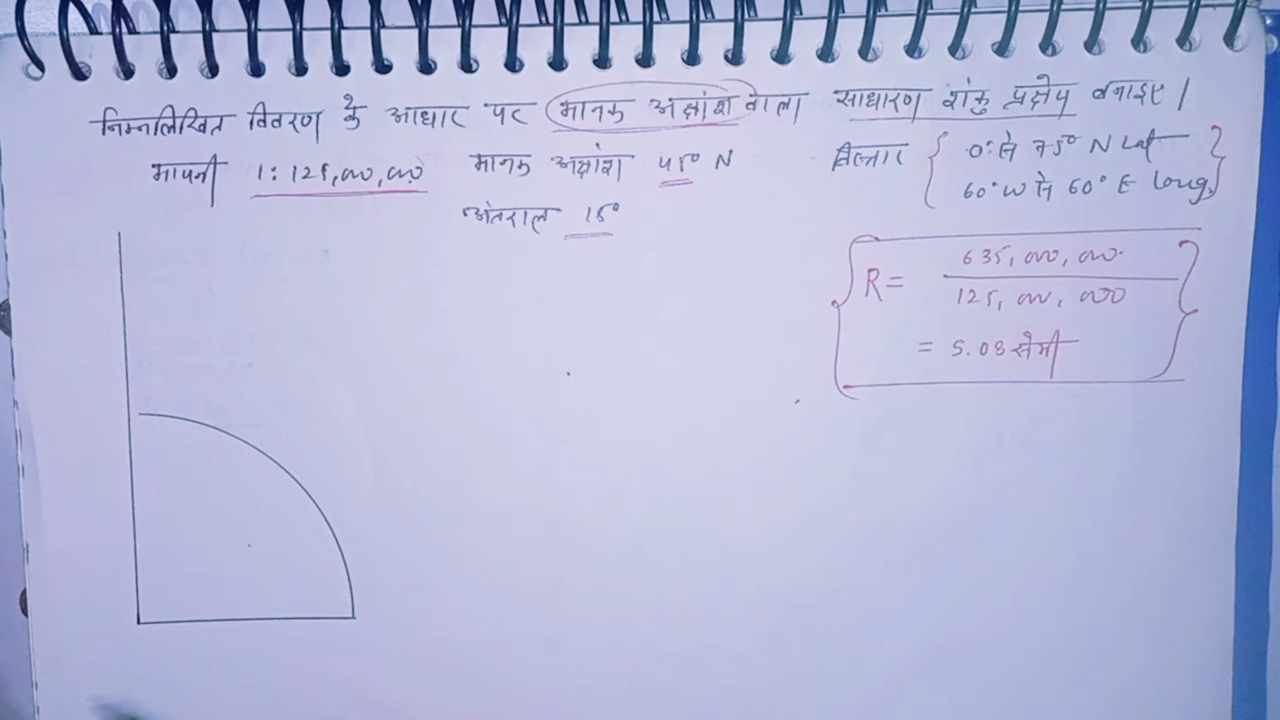 निम्नलिखित विवरण के आधार पर मानक अक्षांश वाला साधारण शंकु प्रक्षेप बनाइए।
मापनी 1:125,000,000 मानक अक्षांश 45° N विस्तार 0° से 75° N Lat
60° W से 60° E Long,
अंतराल 15°
R= 635,000,000
125,000,000
= 5.08 सेमी